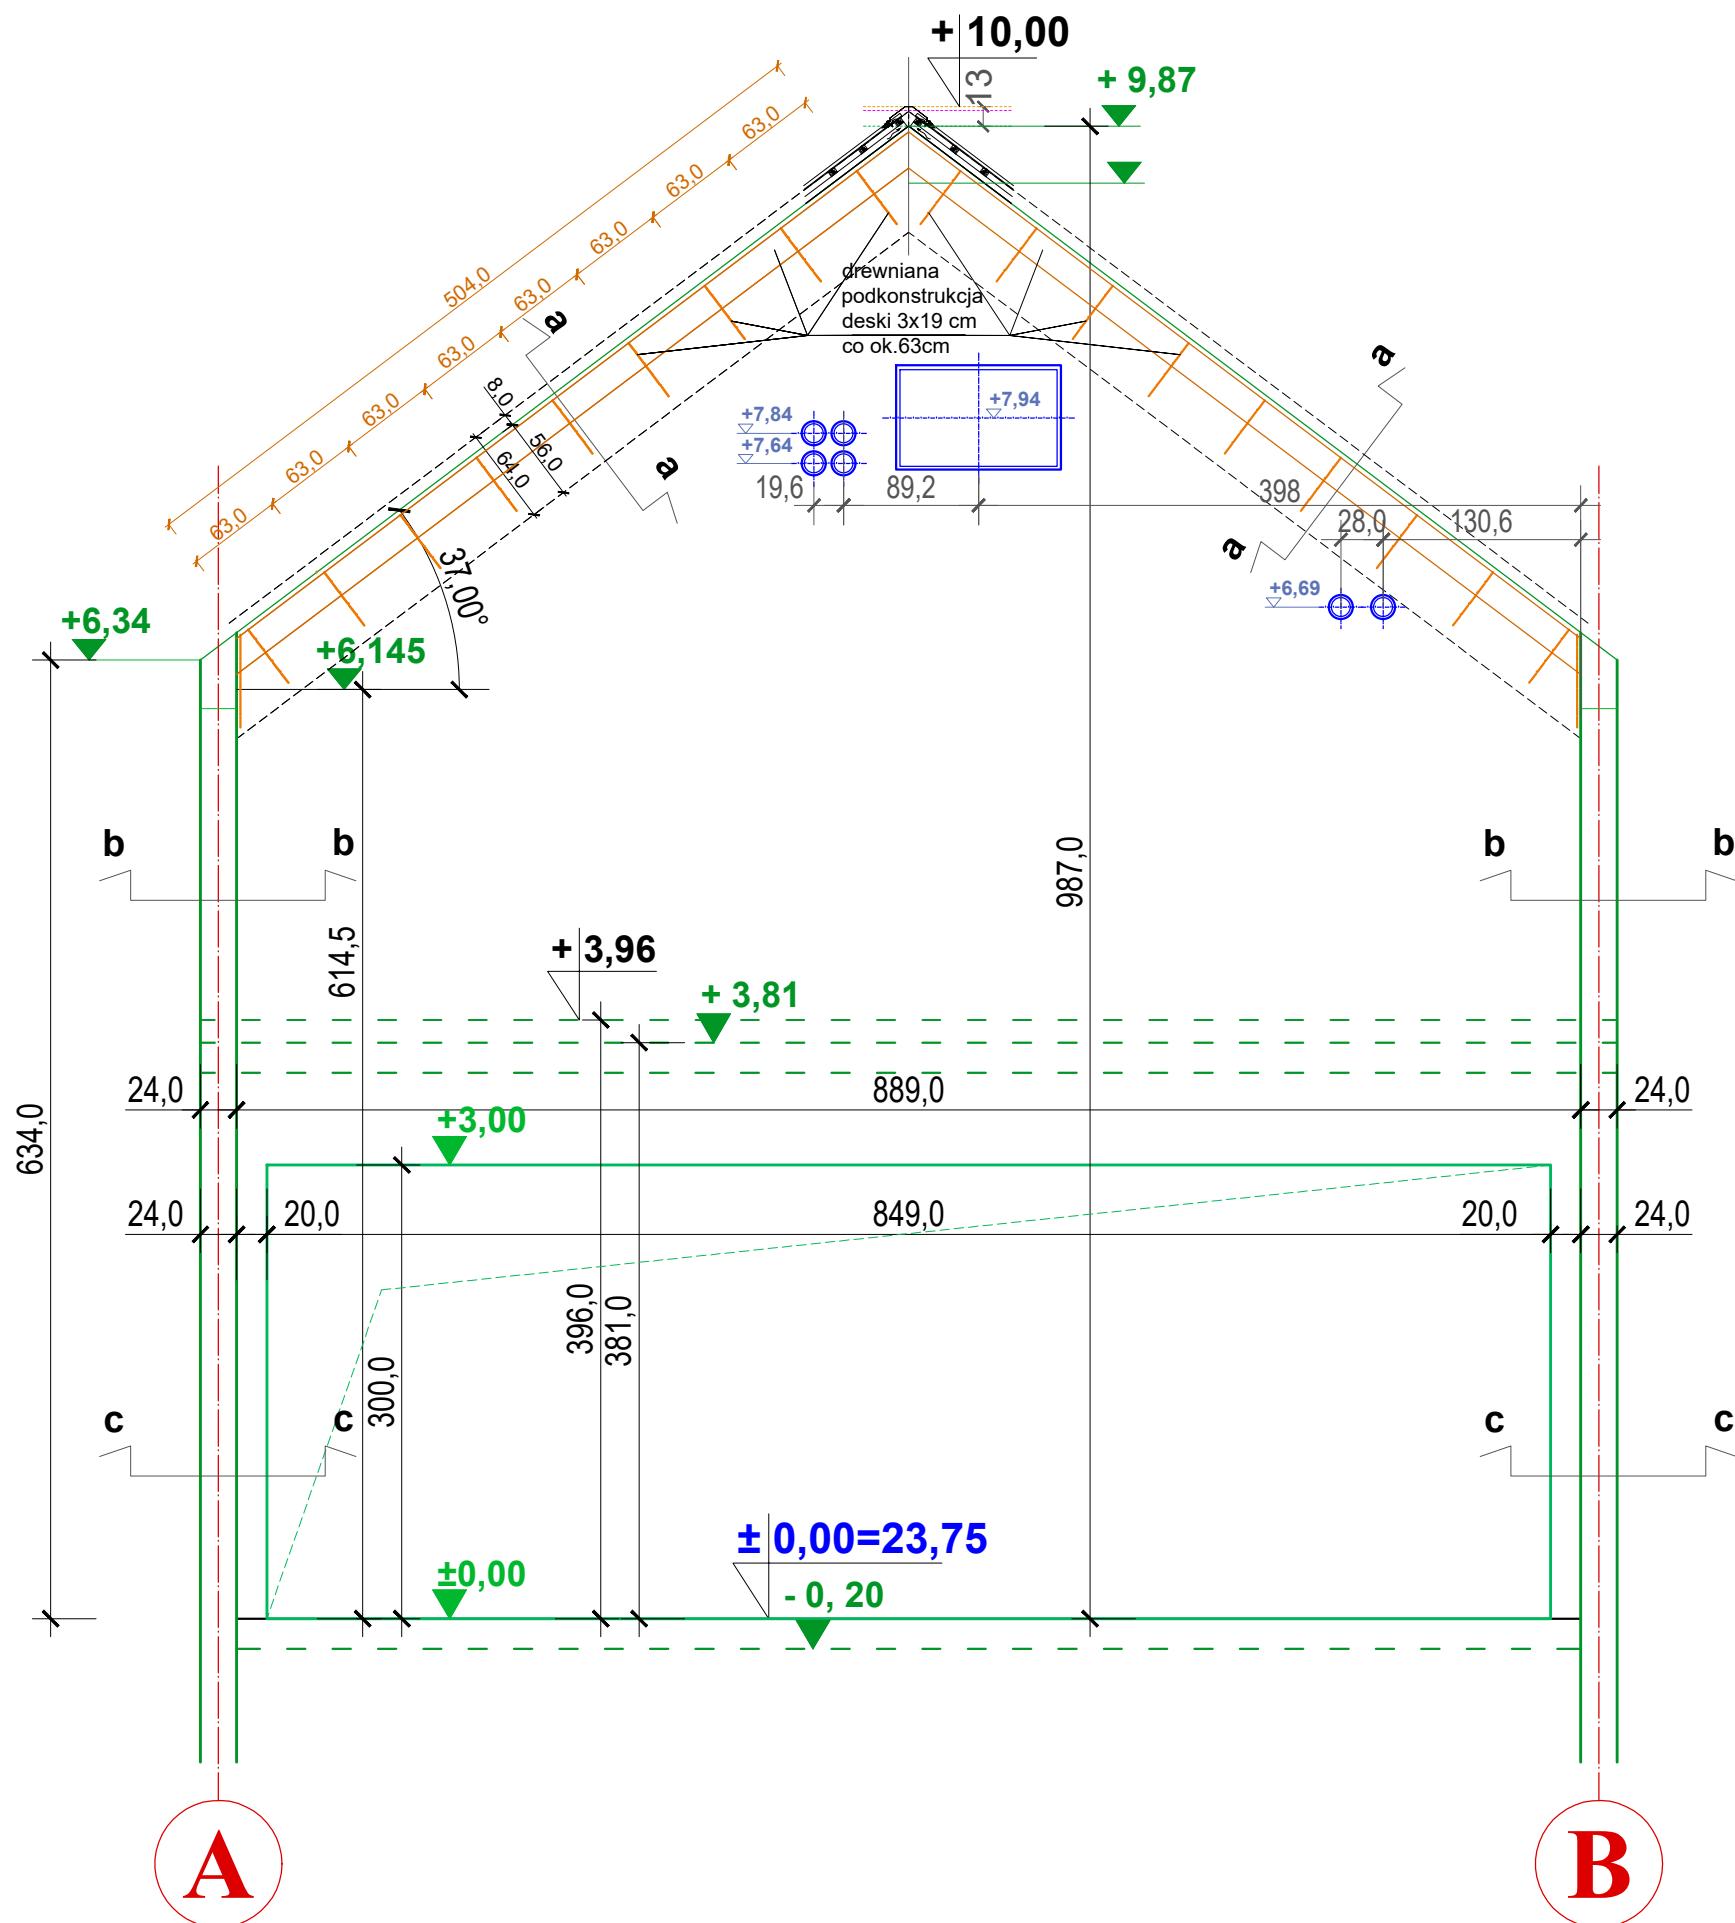 + 10,00
13
+ 9,87
504,0
63,0
63,0
63,0
63,0
63,0
63,0
63,0
63,0
a
a
a
a
8,0
56,0
64,0
drewniana
podkonstrukcja
deski 3x19 cm
co ok.63cm
+7,84
+7,64
+7,94
19,6
89,2
398
28,0
130,6
+6,69
37,00°
+6,34
+6,145
b
b
b
b
987,0
614,5
+ 3,96
+ 3,81
24,0
889,0
24,0
634,0
+3,00
24,0
20,0
849,0
20,0
24,0
396,0
381,0
300,0
c
c
c
c
± 0,00=23,75
±0,00
- 0, 20
A
B